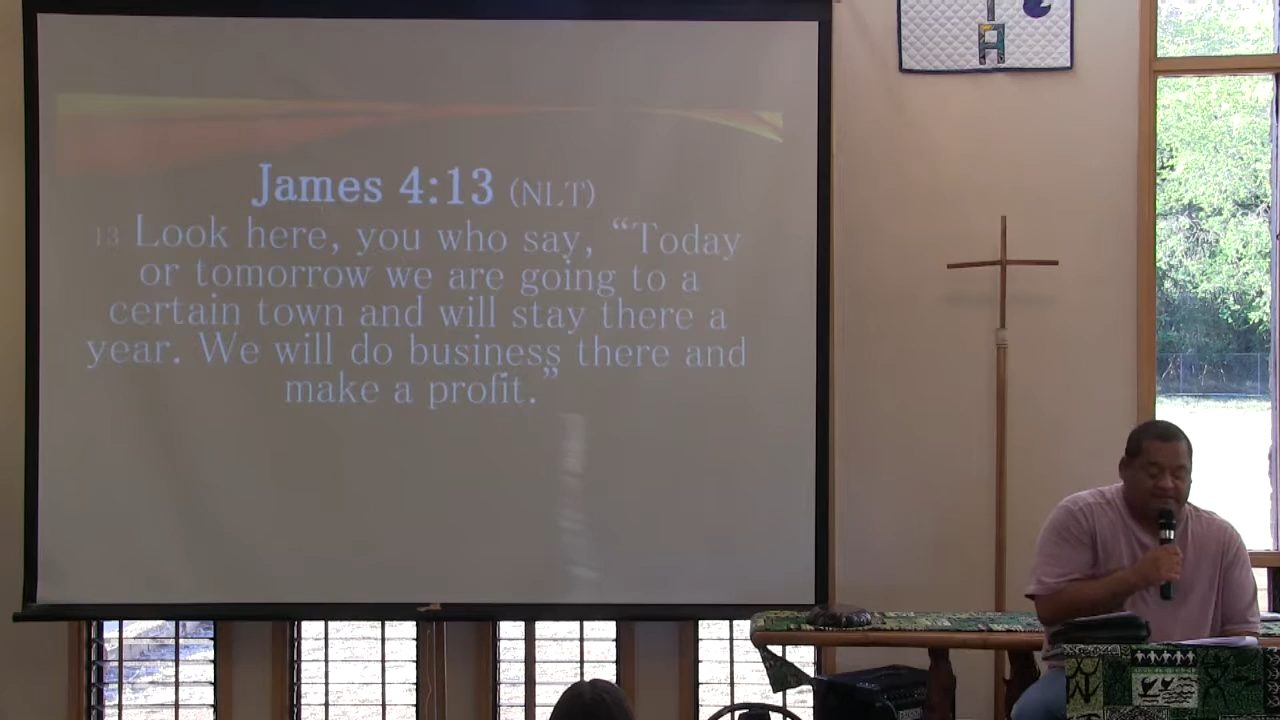 James 4:13 (NLT)
13 Look here, you who say, “Today
or tomorrow we are going to a
certain town and will stay there a
year. We will do business there and
make a profit.”